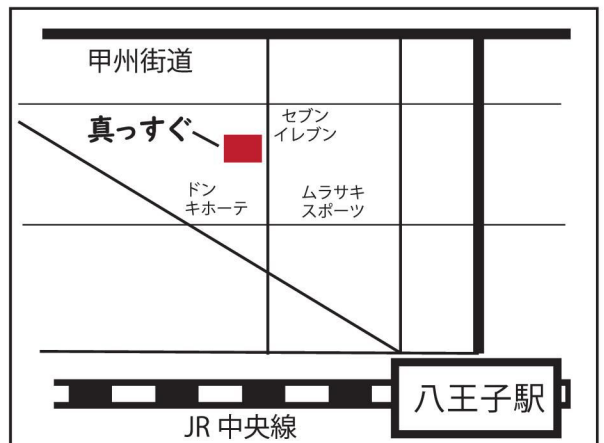 甲州街道
真っすぐ
セブン
イレブン
ドン
キホーテ
ムラサキ
スポーツ
八王子駅
JR 中央線